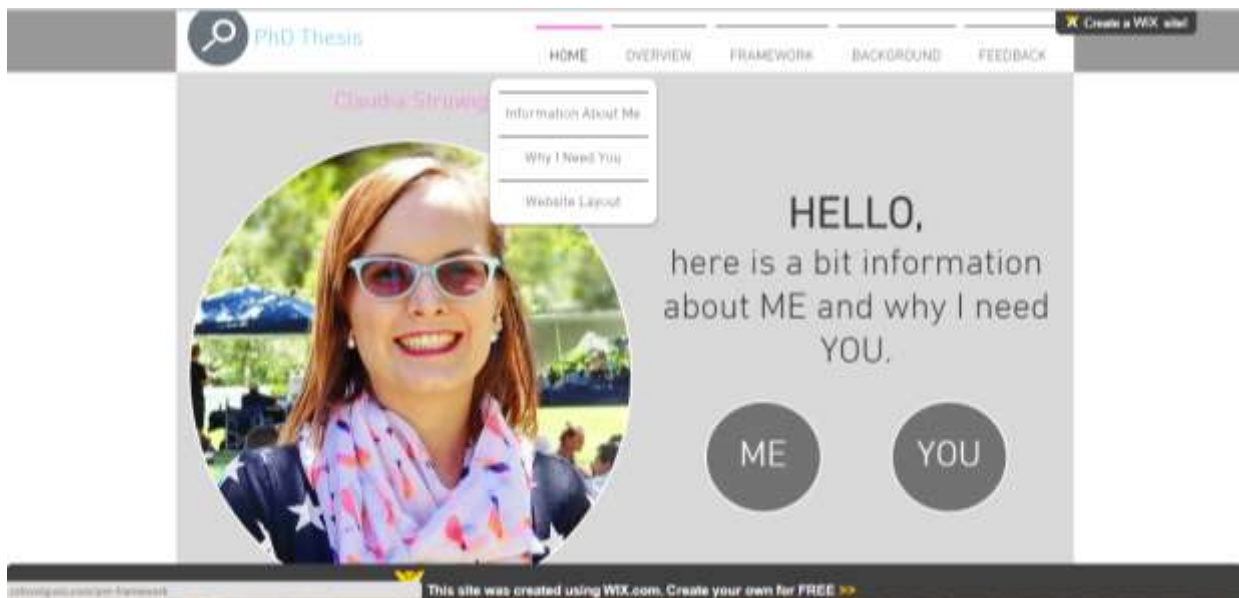 Create a WIX site!
PhD Thesis
HOME OVERVIEW FRAMEWORK BACKGROUND FEEDBACK
Claudia Struwig
Information About Me
Why I Need You
Website Layout
HELLO,
here is a bit information
about ME and why I need
YOU.
ME YOU
This site was created using WIX.com. Create your own for FREE >>